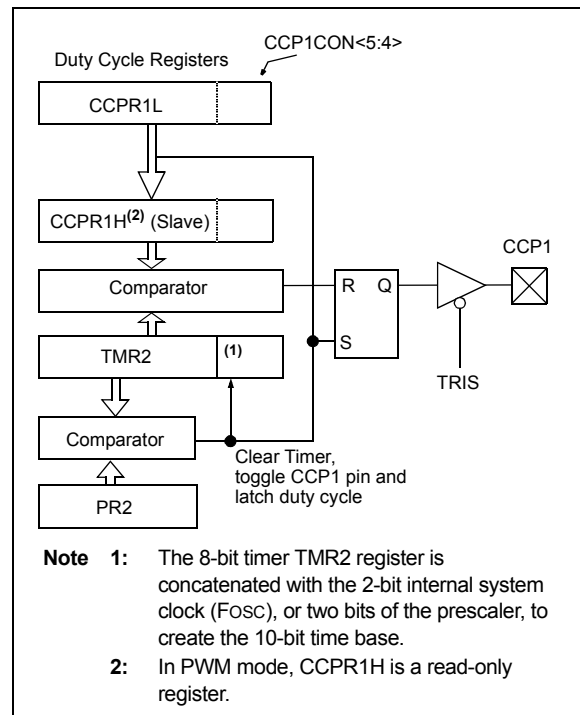 CCP1CON<5:4>
Duty Cycle Registers
CCPR1L
CCPR1H(2) (Slave)
CCP1
Comparator
R Q
TMR2 (1)
S
TRIS
Comparator
Clear Timer,
toggle CCP1 pin and
latch duty cycle
PR2
Note 1: The 8-bit timer TMR2 register is
concatenated with the 2-bit internal system
clock (FOSC), or two bits of the prescaler, to
create the 10-bit time base.
2: In PWM mode, CCPR1H is a read-only
register.